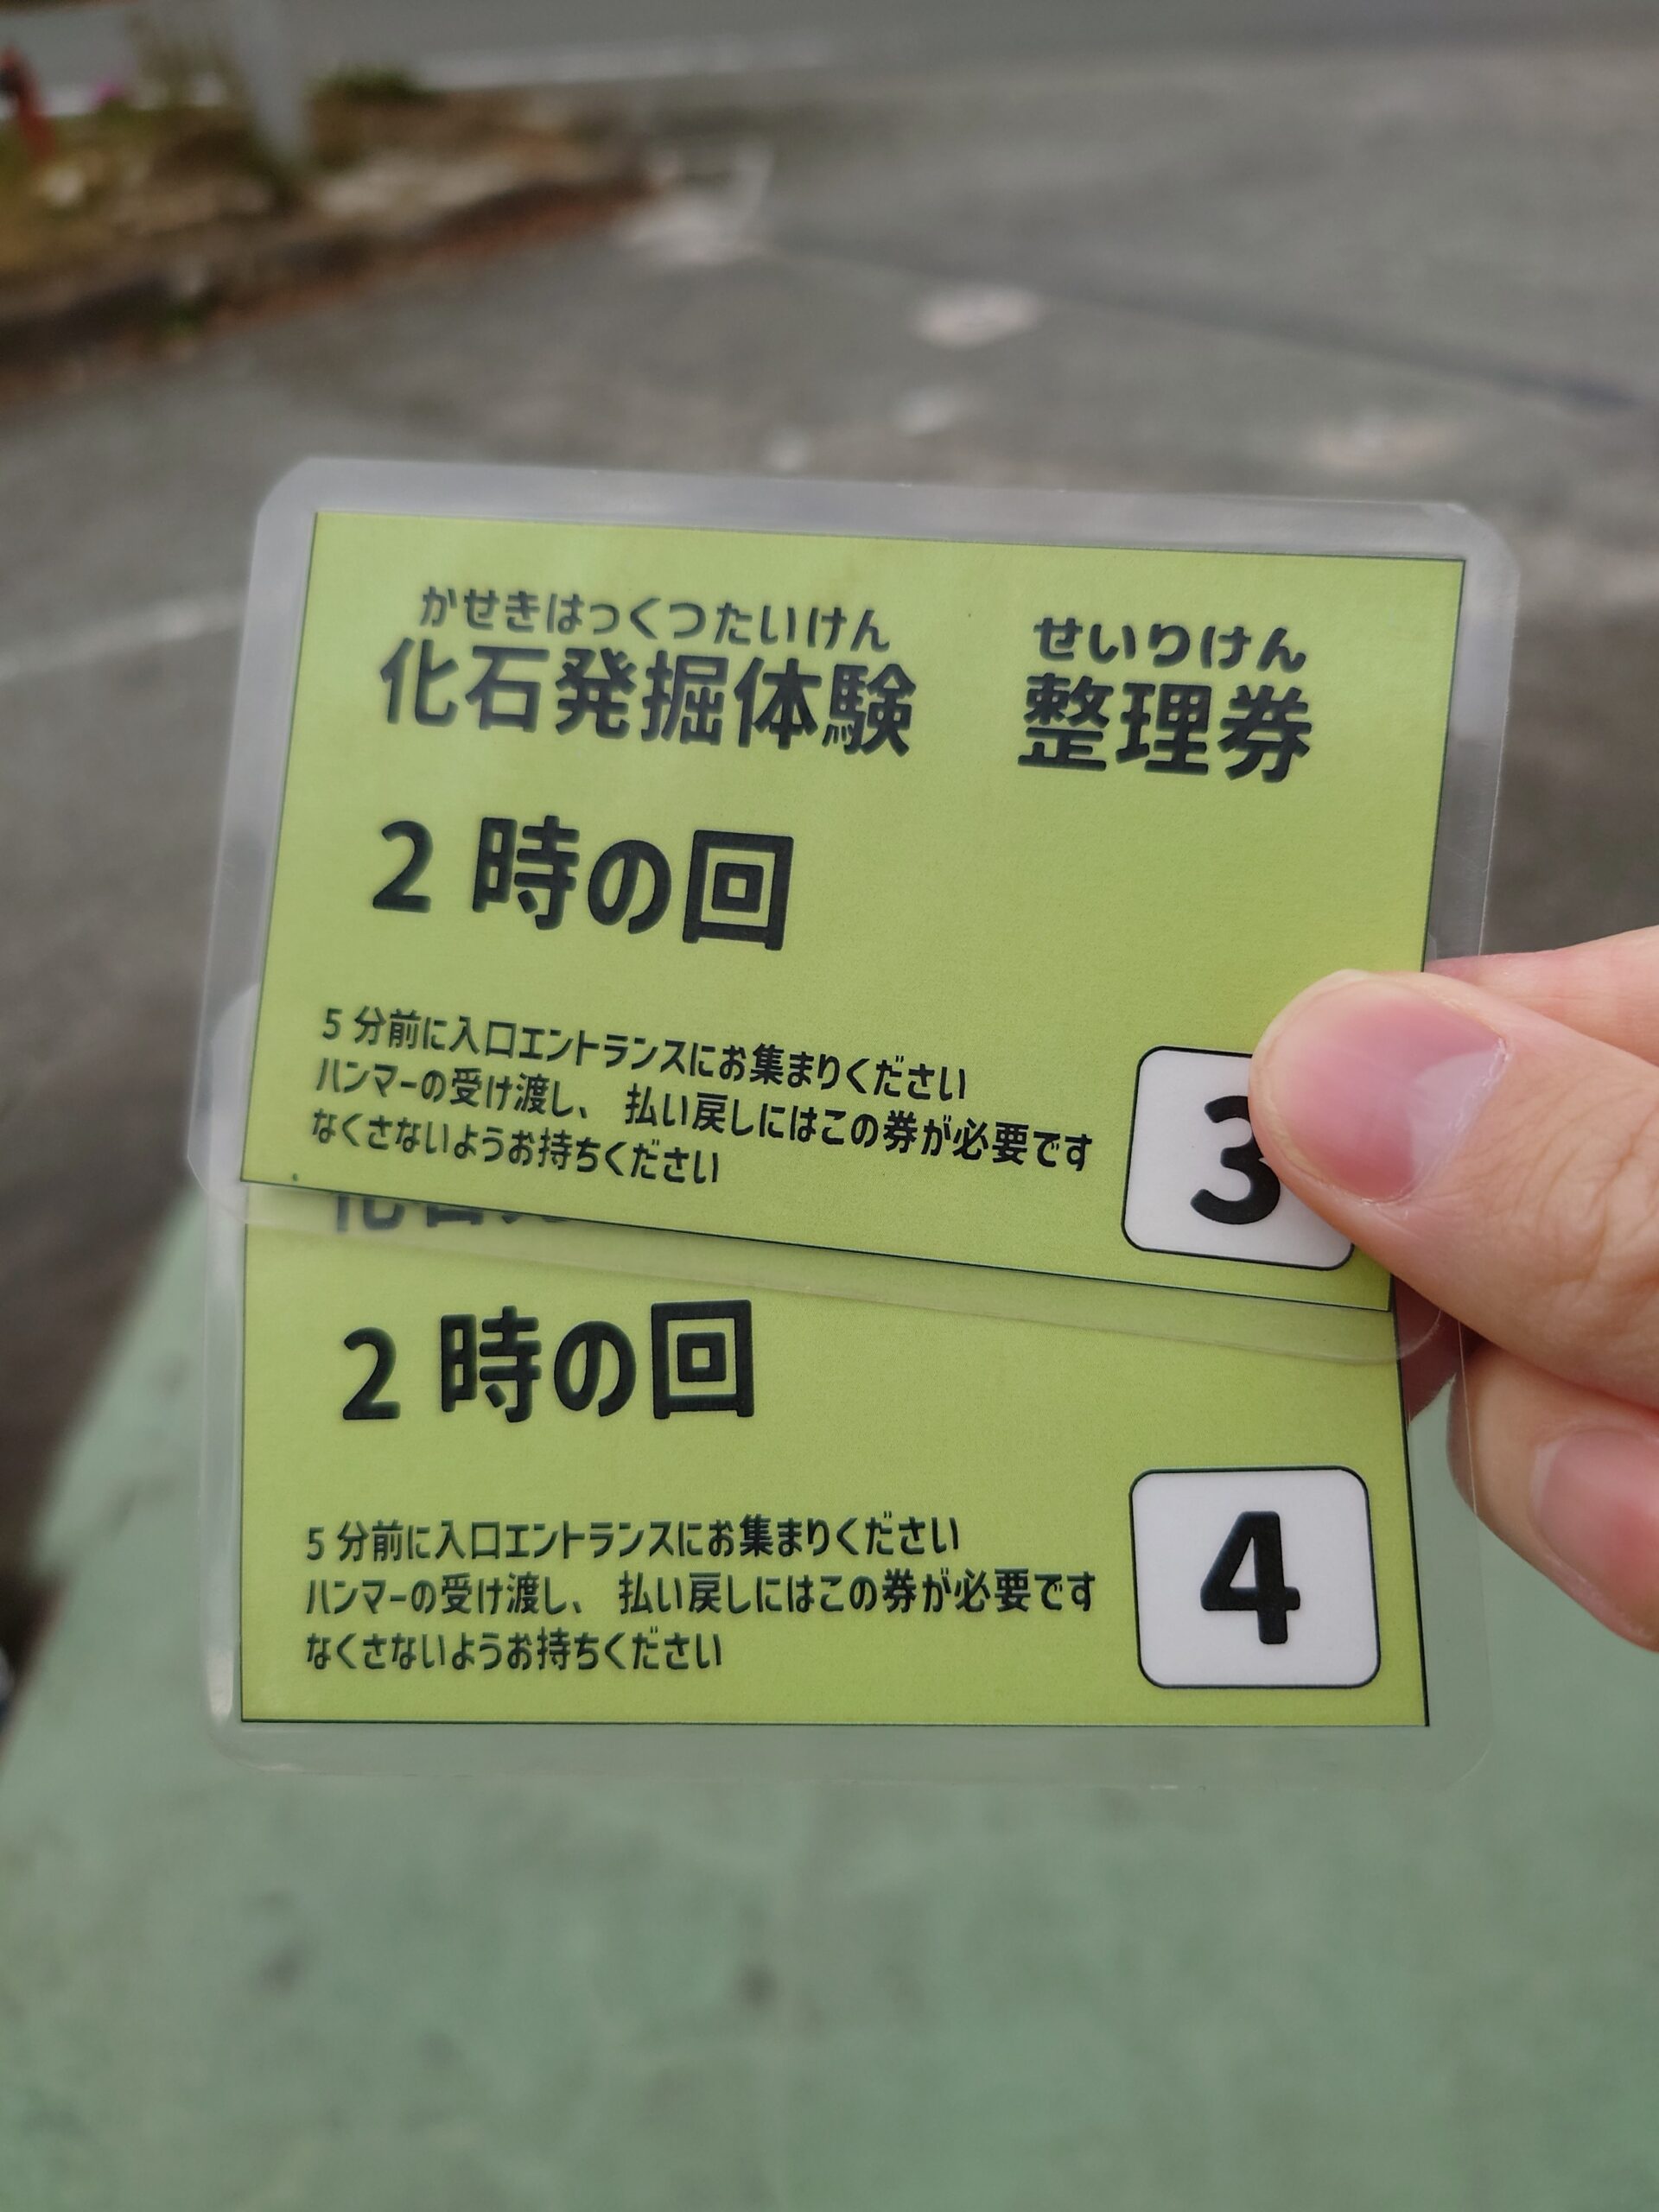 かせきはっくつたいけん せいりけん
化石発掘体験 整理券
2 時の回
5 分前に入口エントランスにお集まりください
ハンマーの受け渡し、 払い戻しにはこの券が必要です
なくさないようお持ちください
3
2 時の回
5 分前に入口エントランスにお集まりください
ハンマーの受け渡し、 払い戻しにはこの券が必要です
なくさないようお持ちください
4